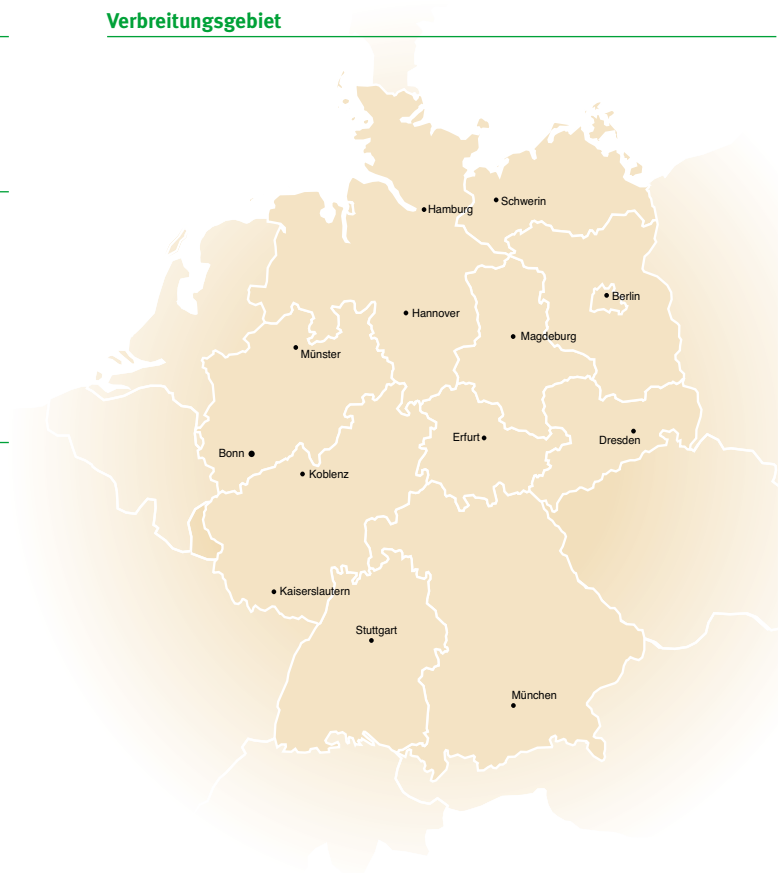 Verbreitungsgebiet
Schwerin
Hamburg
Berlin
Hannover
Magdeburg
Münster
Erfurt
Dresden
Bonn
Koblenz
Kaiserslautern
Stuttgart
München